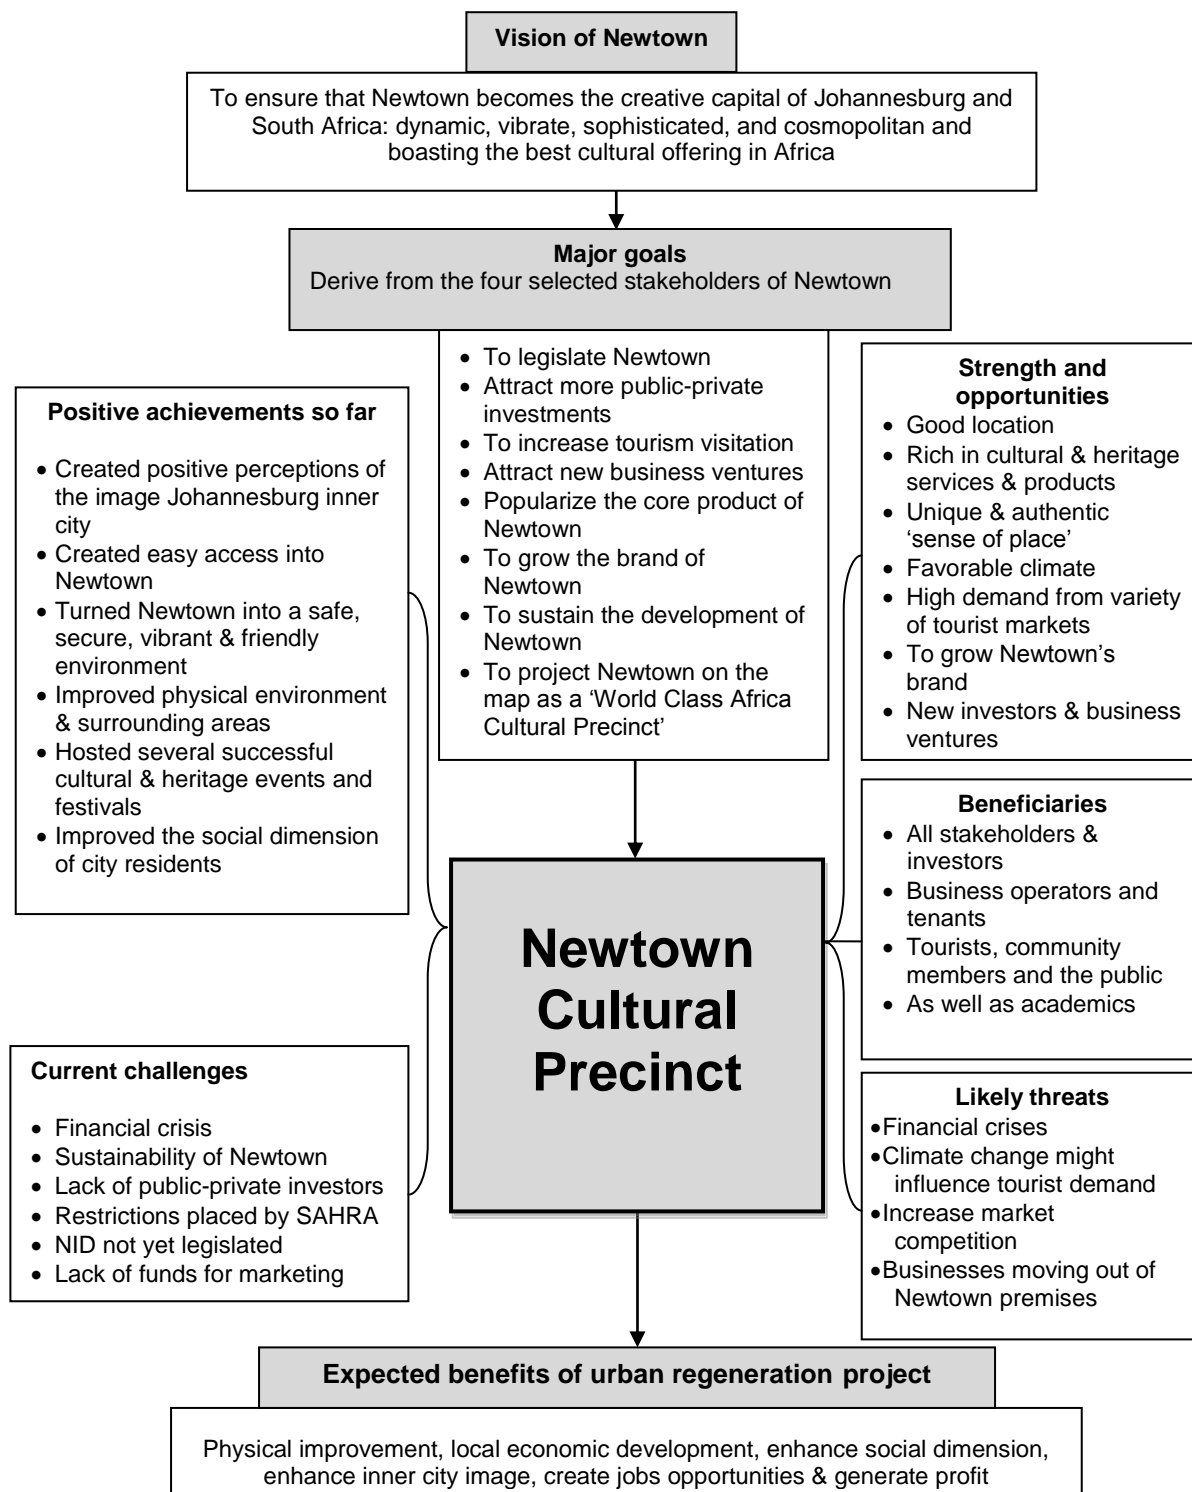 Vision of Newtown
To ensure that Newtown becomes the creative capital of Johannesburg and
South Africa: dynamic, vibrate, sophisticated, and cosmopolitan and
boasting the best cultural offering in Africa
Major goals
Derive from the four selected stakeholders of Newtown
• To legislate Newtown
• Attract more public-private
investments
• To increase tourism visitation
• Attract new business ventures
• Popularize the core product of
Newtown
• To grow the brand of
Newtown
• To sustain the development of
Newtown
• To project Newtown on the
map as a ‘World Class Africa
Cultural Precinct’
Positive achievements so far
• Created positive perceptions of
the image Johannesburg inner
city
• Created easy access into
Newtown
• Turned Newtown into a safe,
secure, vibrant & friendly
environment
• Improved physical environment
& surrounding areas
• Hosted several successful
cultural & heritage events and
festivals
• Improved the social dimension
of city residents
Strength and
opportunities
• Good location
• Rich in cultural & heritage
services & products
• Unique & authentic
‘sense of place’
• Favorable climate
• High demand from variety
of tourist markets
• To grow Newtown’s
brand
• New investors & business
ventures
Beneficiaries
• All stakeholders &
investors
• Business operators and
tenants
• Tourists, community
members and the public
• As well as academics
Newtown
Cultural
Precinct
Current challenges
• Financial crisis
• Sustainability of Newtown
• Lack of public-private investors
• Restrictions placed by SAHRA
• NID not yet legislated
• Lack of funds for marketing
Likely threats
•Financial crises
•Climate change might
influence tourist demand
•Increase market
competition
•Businesses moving out of
Newtown premises
Expected benefits of urban regeneration project
Physical improvement, local economic development, enhance social dimension,
enhance inner city image, create jobs opportunities & generate profit